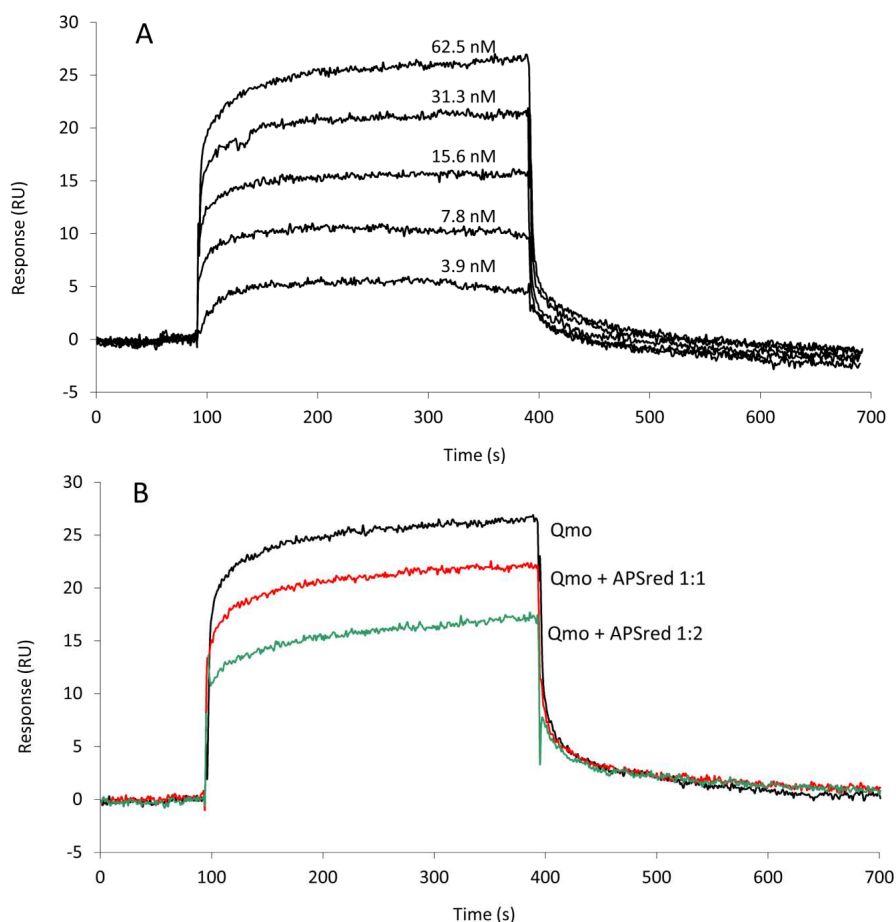 A
30
25
20
15
10
5
0
-5
Response (RU)
62.5 nM
31.3 nM
15.6 nM
7.8 nM
3.9 nM
0 100 200 300 400 500 600 700
Time (s)
B
30
25
20
15
10
5
0
-5
Response (RU)
Qmo
Qmo + APSred 1:1
Qmo + APSred 1:2
0 100 200 300 400 500 600 700
Time (s)